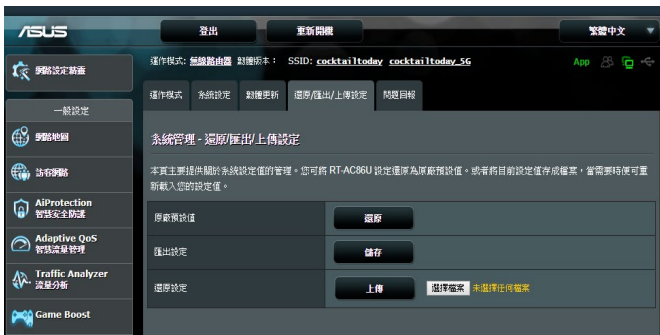 ASUS
登出
重新開機
繁體中文
運作模式: 無線路由器 韌體版本: SSID: cocktailtoday cocktailtoday_5G
App
網路設定精靈
運作模式
系統設定
韌體更新
還原/匯出/上傳設定
問題回報
一般設定
網路地圖
訪客網路
AiProtection
智慧安全防護
Adaptive QoS
智慧流量管理
Traffic Analyzer
流量分析
Game Boost
系統管理 - 還原/匯出/上傳設定
本頁主要提供關於系統設定值的管理。您可將 RT-AC86U 設定還原為原廠預設值。或者將目前設定值存成檔案,當需要時便可重
新載入您的設定值。
原廠預設值
還原
匯出設定
儲存
還原設定
上傳
選擇檔案 未選擇任何檔案